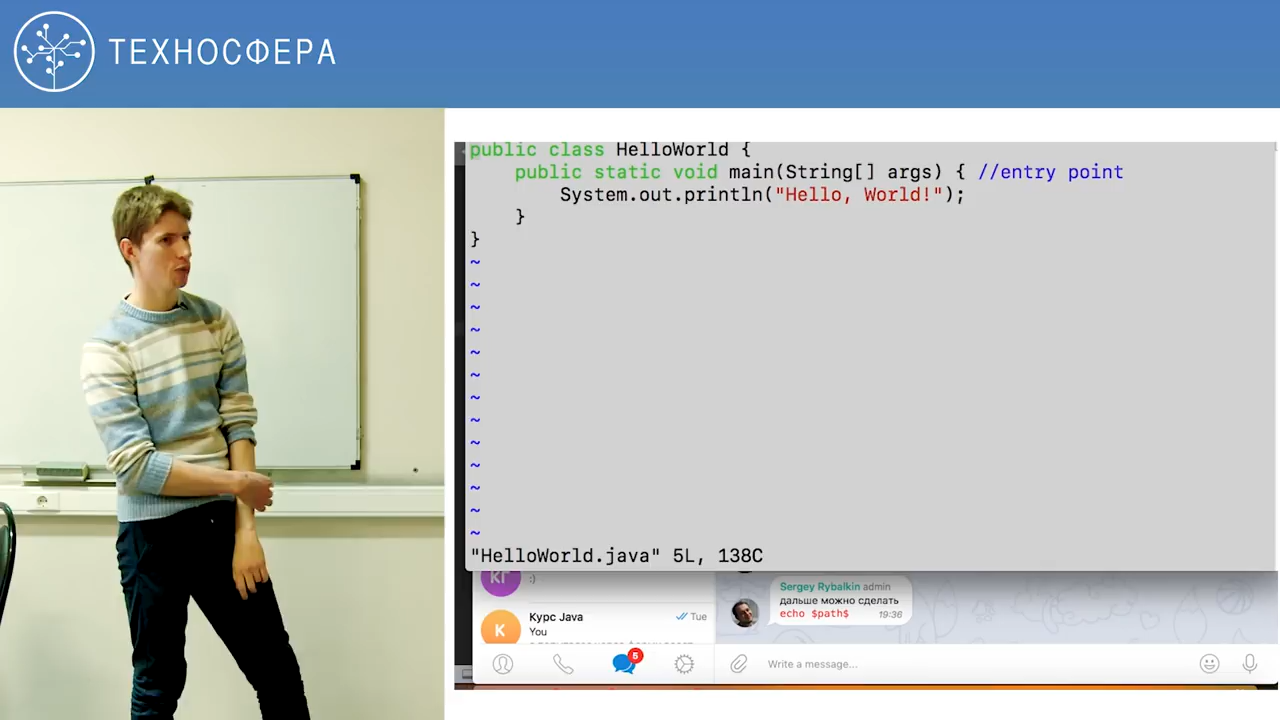 ТЕХНОСФЕРА
public class HelloWorld {
    public static void main(String[] args) { //entry point
        System.out.println("Hello, World!");
    }
}
~
~
~
~
~
~
~
~
~
~
~
~
~
"HelloWorld.java" 5L, 138C
КГ
:)
К
Курс Java
Tue
You
5
Sergey Rybalkin admin
дальше можно сделать
echo $path$
19:36
Write a message...